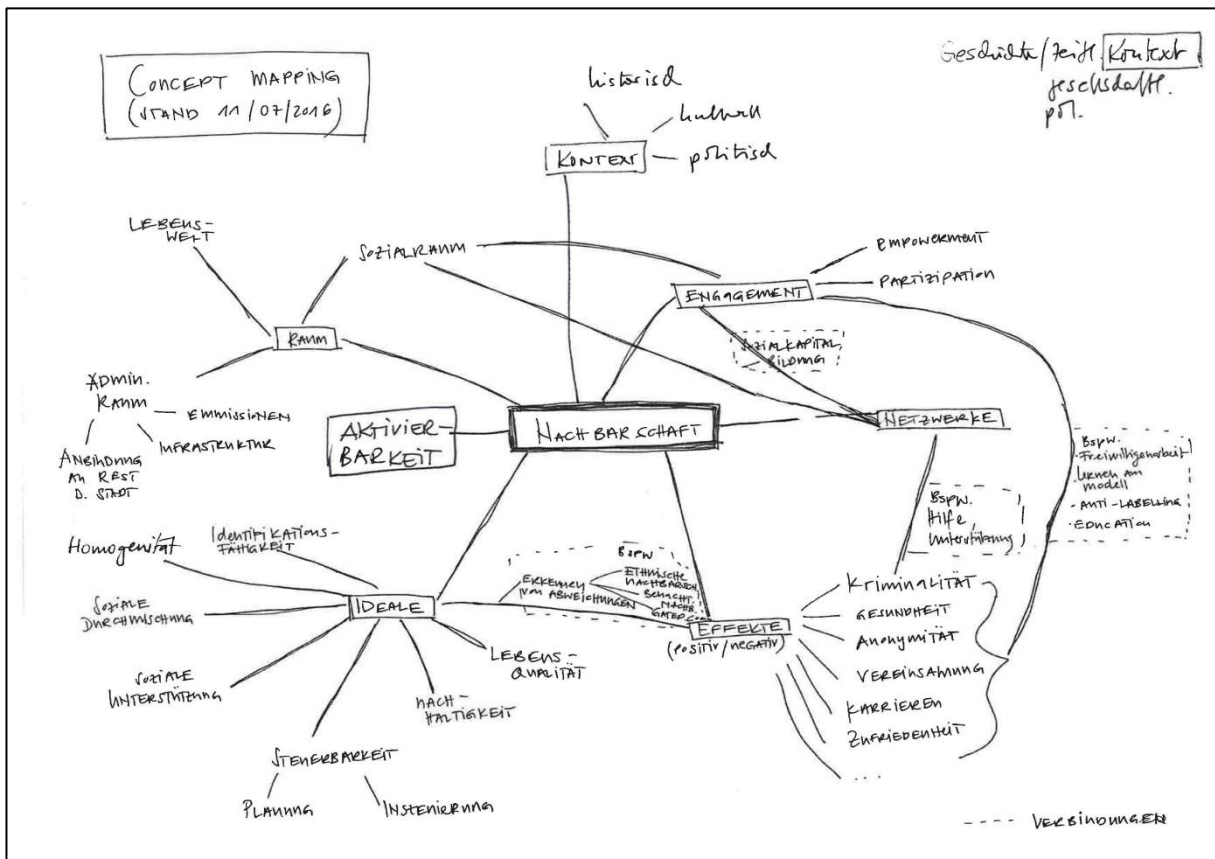 CONCEPT MAPPING
(STAND 11/07/2016)
Geschichte/zeitl. Kontext
gesellschaftl.
pol.
historisch
kulturell
politisch
KONTEXT
LEBENS-
WELT
SOZIALRAUM
EMPOWERMENT
PARTIZIPATION
ENGAGEMENT
RAUM
SOZIALKAPITAL,
BILDUNG
ADMIN.
RAUM
EMMISSIONEN
INFRASTRUKTUR
ANBINDUNG
AN REST
D. STADT
AKTIVIER-
BARKEIT
NACHBARSCHAFT
NETZWERKE
Bspw.
- Freiwilligenarbeit
- Lernen am
modell
- ANTI-LABELLING
- EDUCATION
Bspw.
Hilfe,
Unterstützung
Homogenität
Identifikations-
FÄHIGKEIT
SOZIALE
DURCHMISCHUNG
IDEALE
SOZIALE
UNTERSTÜTZUNG
STEUERBARKEIT
PLANUNG
INSTENIERUNG
NACH-
HALTIGKEIT
LEBENS-
QUALITÄT
Bspw
ERKENNEN
VON ABWEICHUNGEN
ETHNISCHE
NACHBARSCH.
BENACHT.
NACHB.
GATED
EFFEKTE
(positiv/negativ)
Kriminalität
GESUNDHEIT
Anonymität
VEREINSAMUNG
KARRIEREN
ZUFRIEDENHEIT
...
---- VERBINDUNGEN